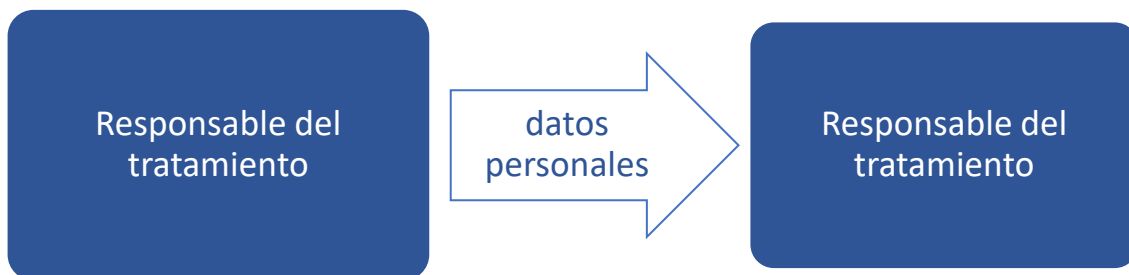 Responsable del
tratamiento
datos
personales
Responsable del
tratamiento